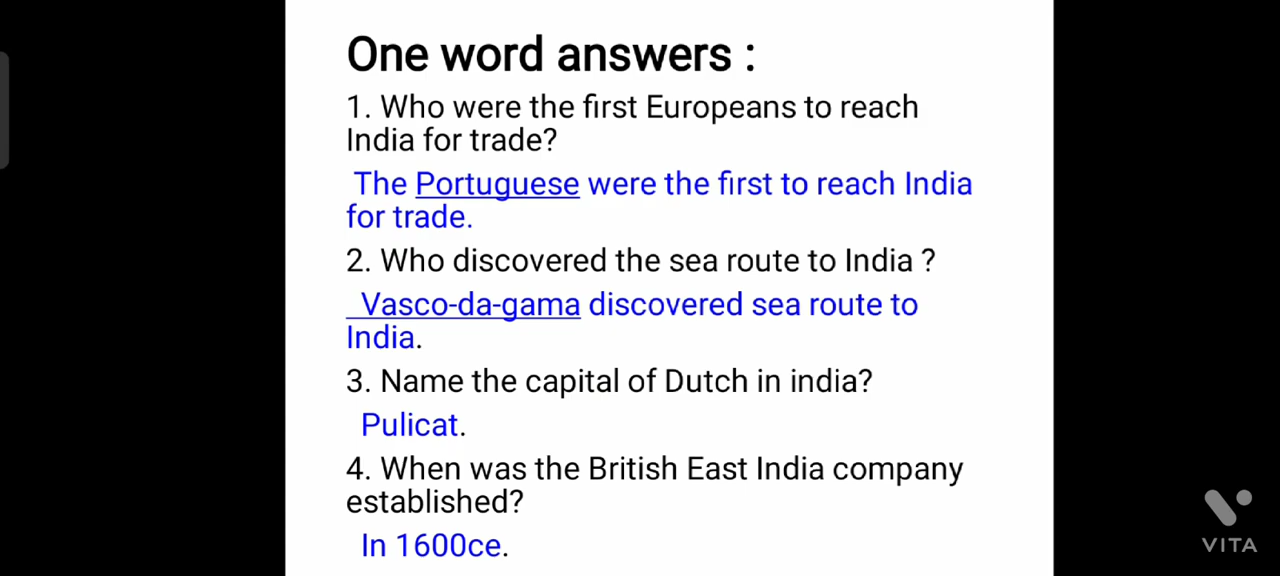 One word answers :
1. Who were the first Europeans to reach
India for trade?
The Portuguese were the first to reach India
for trade.
2. Who discovered the sea route to India ?
Vasco-da-gama discovered sea route to
India.
3. Name the capital of Dutch in india?
Pulicat.
4. When was the British East India company
established?
In 1600ce.
VITA